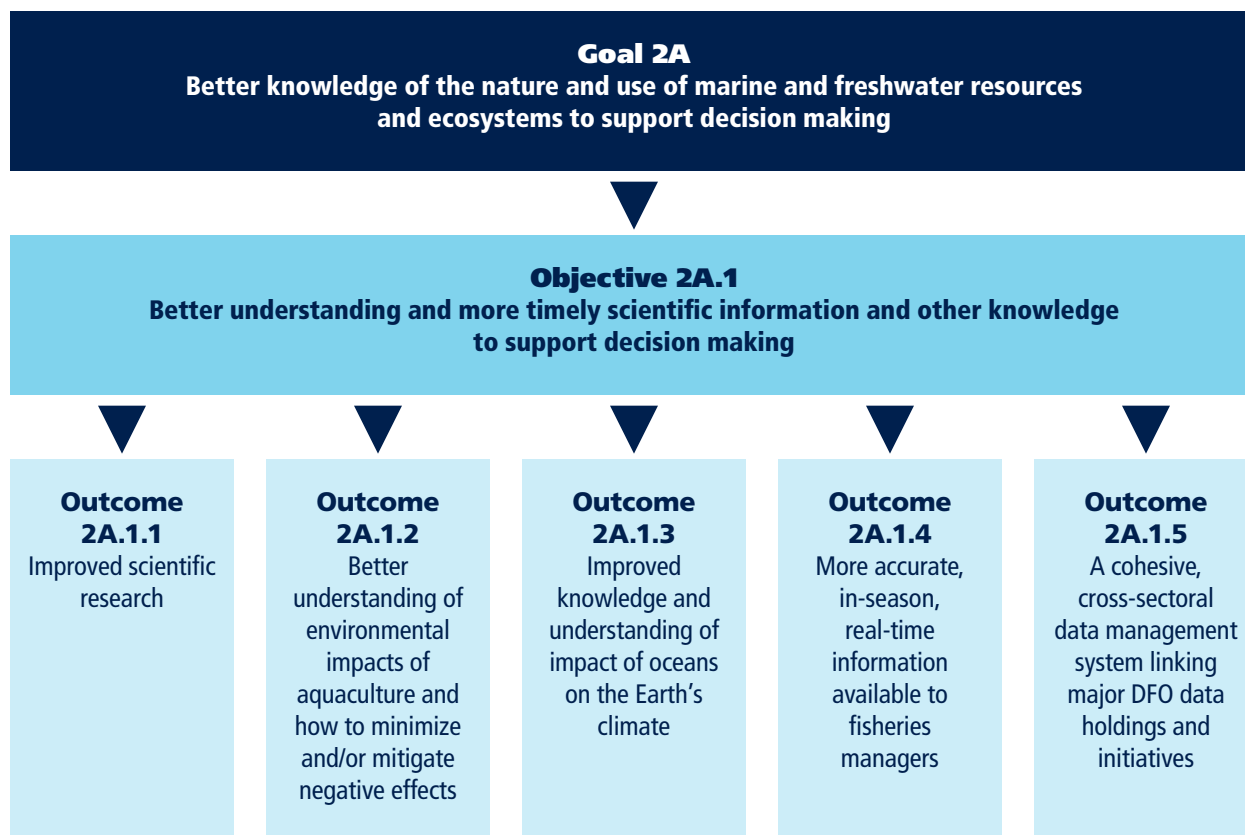 Goal 2A
Better knowledge of the nature and use of marine and freshwater resources
and ecosystems to support decision making
Objective 2A.1
Better understanding and more timely scientific information and other knowledge
to support decision making
Outcome
2A.1.1
Improved scientific
research
Outcome
2A.1.2
Better
understanding of
environmental
impacts of
aquaculture and
how to minimize
and/or mitigate
negative effects
Outcome
2A.1.3
Improved
knowledge and
understanding of
impact of oceans
on the Earth's
climate
Outcome
2A.1.4
More accurate,
in-season,
real-time
information
available to
fisheries
managers
Outcome
2A.1.5
A cohesive,
cross-sectoral
data management
system linking
major DFO data
holdings and
initiatives